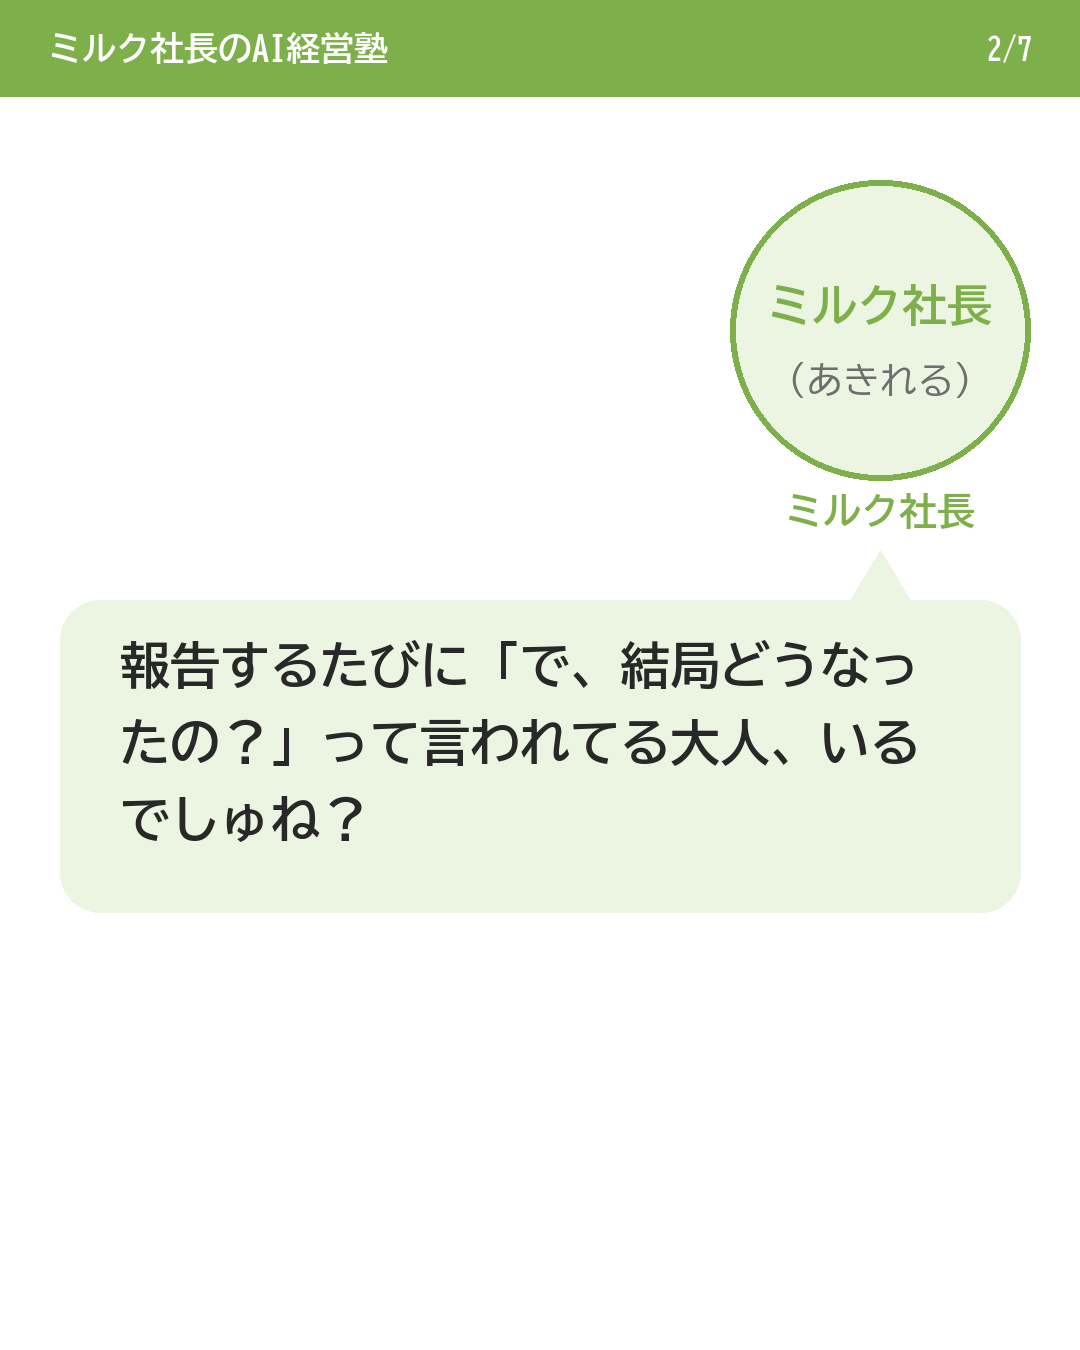 ミルク社長のAI経営塾
2/7
ミルク社長
（あきれる）
ミルク社長
報告するたびに「で、結局どうなっ
たの？」って言われてる大人、いる
でしゅね？